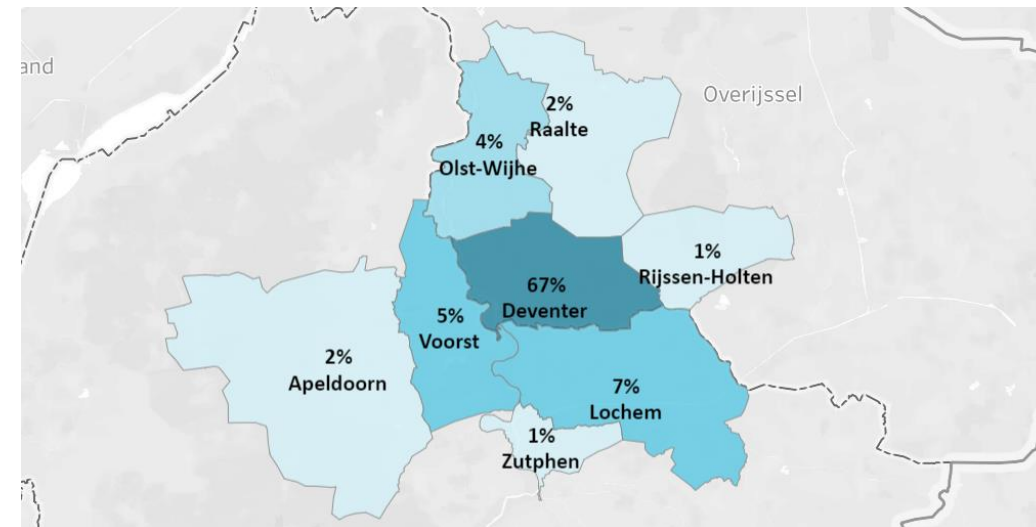 and
Overijssel
2%
Raalte
4%
Olst-Wijhe
1%
Rijssen-Holten
67%
Deventer
5%
Voorst
2%
Apeldoorn
7%
Lochem
1%
Zutphen